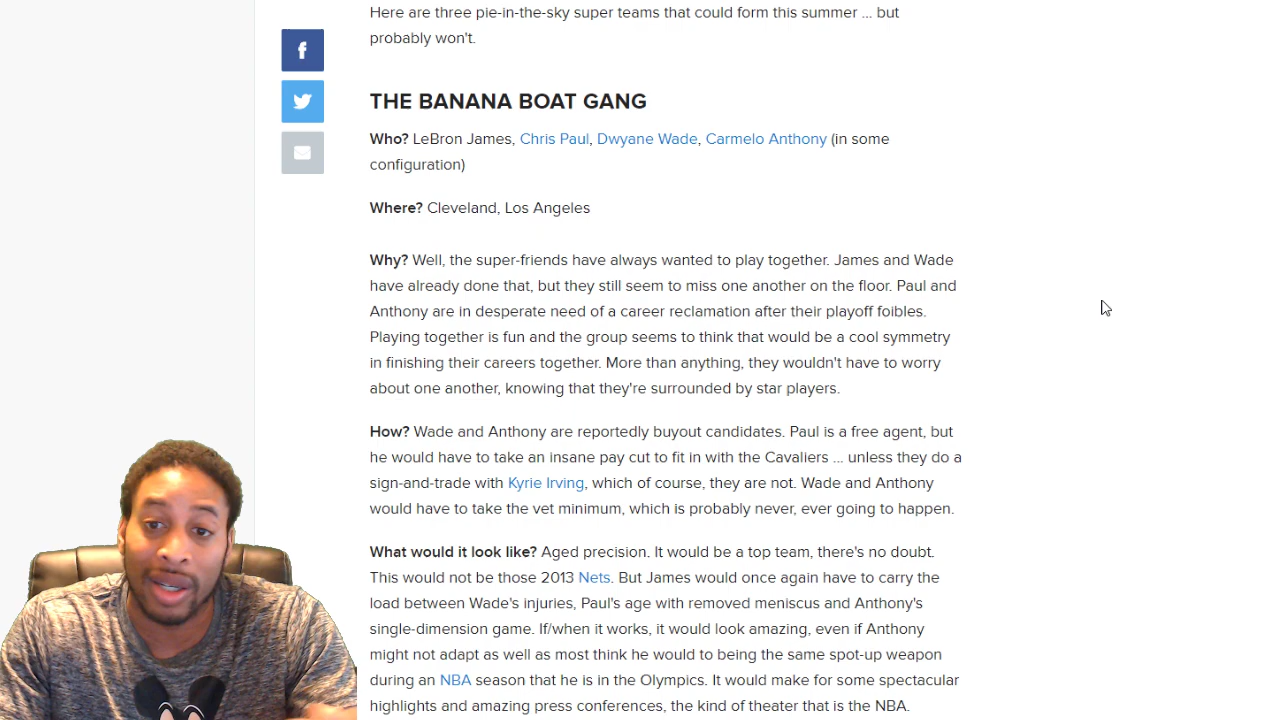 Here are three pie-in-the-sky super teams that could form this summer ... but
probably won't.
THE BANANA BOAT GANG
Who? LeBron James, Chris Paul, Dwyane Wade, Carmelo Anthony (in some
configuration)
Where? Cleveland, Los Angeles
Why? Well, the super-friends have always wanted to play together. James and Wade
have already done that, but they still seem to miss one another on the floor. Paul and
Anthony are in desperate need of a career reclamation after their playoff foibles.
Playing together is fun and the group seems to think that would be a cool symmetry
in finishing their careers together. More than anything, they wouldn't have to worry
about one another, knowing that they're surrounded by star players.
How? Wade and Anthony are reportedly buyout candidates. Paul is a free agent, but
he would have to take an insane pay cut to fit in with the Cavaliers ... unless they do a
sign-and-trade with Kyrie Irving, which of course, they are not. Wade and Anthony
would have to take the vet minimum, which is probably never, ever going to happen.
What would it look like? Aged precision. It would be a top team, there's no doubt.
This would not be those 2013 Nets. But James would once again have to carry the
load between Wade's injuries, Paul's age with removed meniscus and Anthony's
single-dimension game. If/when it works, it would look amazing, even if Anthony
might not adapt as well as most think he would to being the same spot-up weapon
during an NBA season that he is in the Olympics. It would make for some spectacular
highlights and amazing press conferences, the kind of theater that is the NBA.